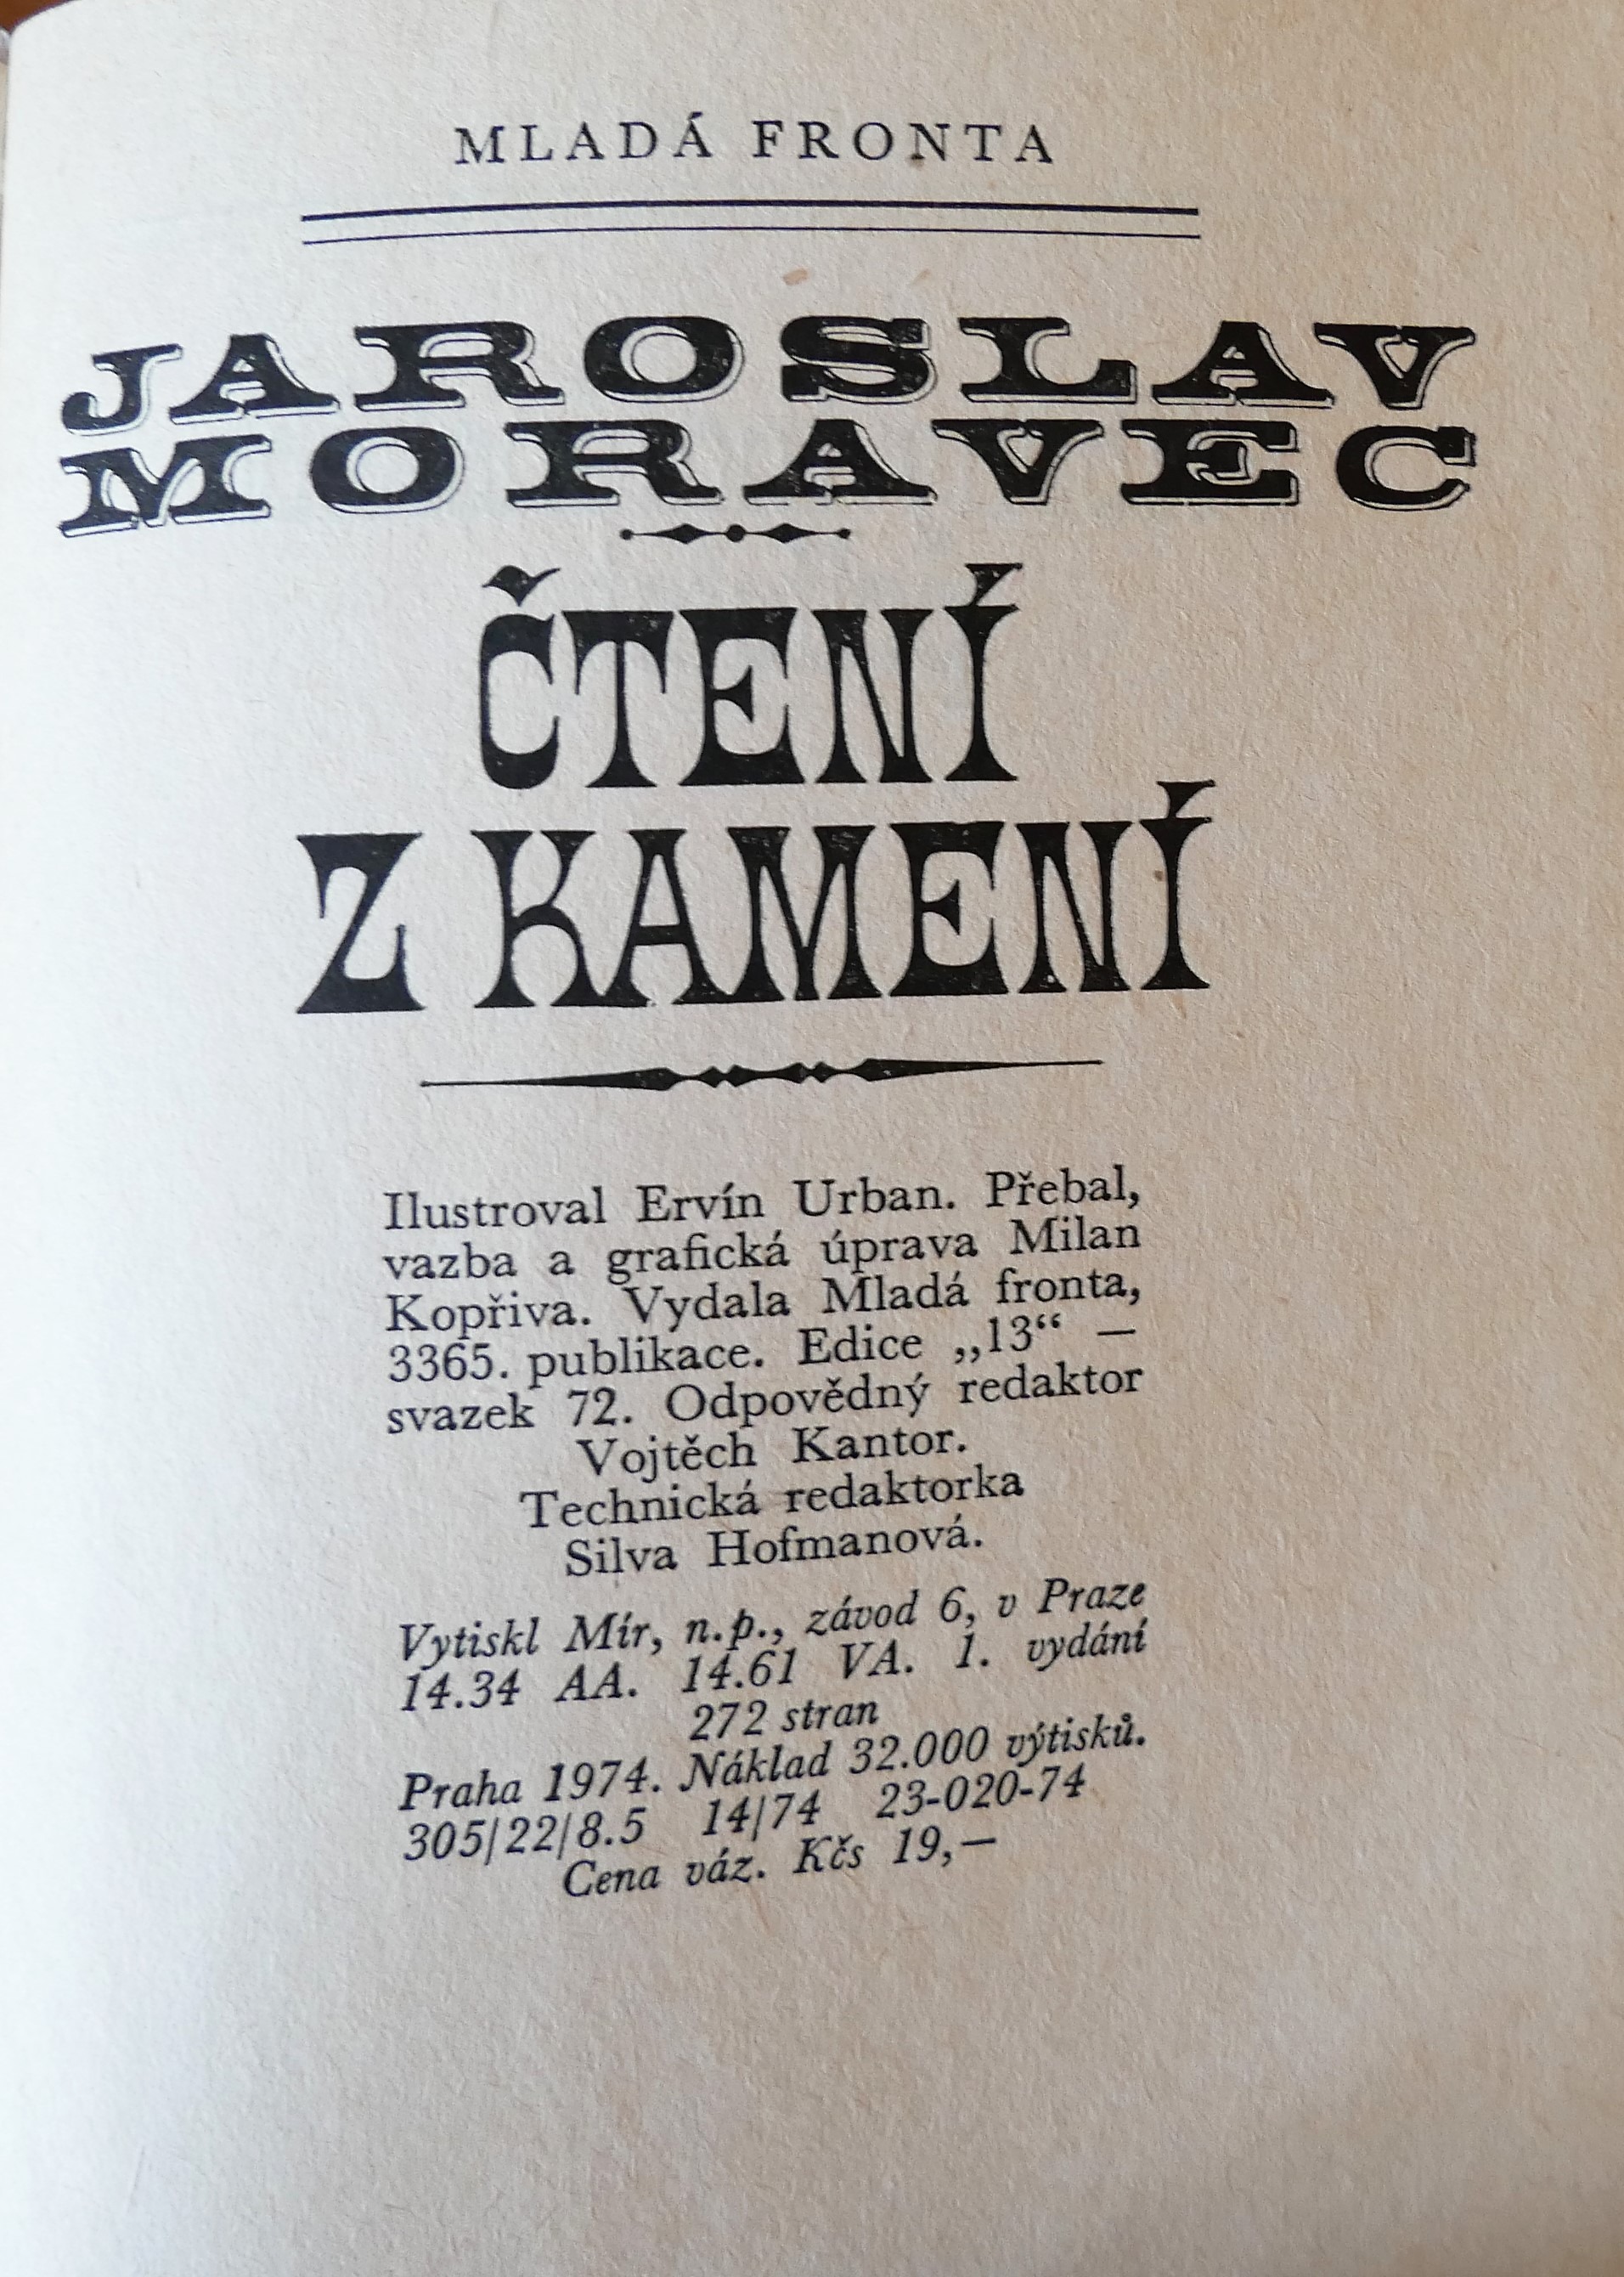 MLADÁ FRONTA
JAROSLAV
MORAVEC
ČTENÍ
Z KAMENÍ
Ilustroval Ervín Urban. Přebal,
vazba a grafická úprava Milan
Kopřiva. Vydala Mladá fronta,
3365. publikace. Edice „13“ —
svazek 72. Odpovědný redaktor
Vojtěch Kantor.
Technická redaktorka
Silva Hofmanová.
Vytiskl Mír, n.p., závod 6, v Praze
14.34 AA. 14.61 VA. 1. vydání
272 stran
Praha 1974. Náklad 32.000 výtisků.
305/22/8.5 14/74 23-020-74
Cena váz. Kčs 19,—